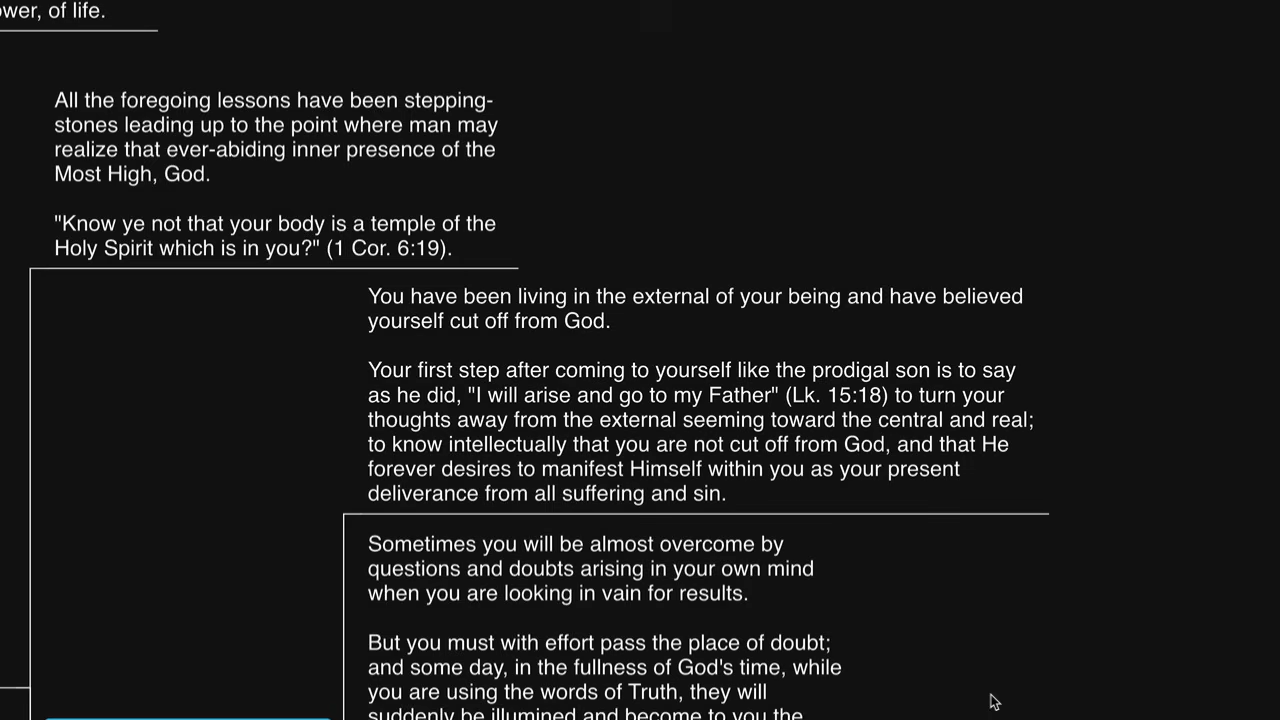 ower, of life.
All the foregoing lessons have been stepping-
stones leading up to the point where man may
realize that ever-abiding inner presence of the
Most High, God.
"Know ye not that your body is a temple of the
Holy Spirit which is in you?" (1 Cor. 6:19).
You have been living in the external of your being and have believed
yourself cut off from God.
Your first step after coming to yourself like the prodigal son is to say
as he did, "I will arise and go to my Father" (Lk. 15:18) to turn your
thoughts away from the external seeming toward the central and real;
to know intellectually that you are not cut off from God, and that He
forever desires to manifest Himself within you as your present
deliverance from all suffering and sin.
Sometimes you will be almost overcome by
questions and doubts arising in your own mind
when you are looking in vain for results.
But you must with effort pass the place of doubt;
and some day, in the fullness of God's time, while
you are using the words of Truth, they will
suddenly be illumined and become to you the